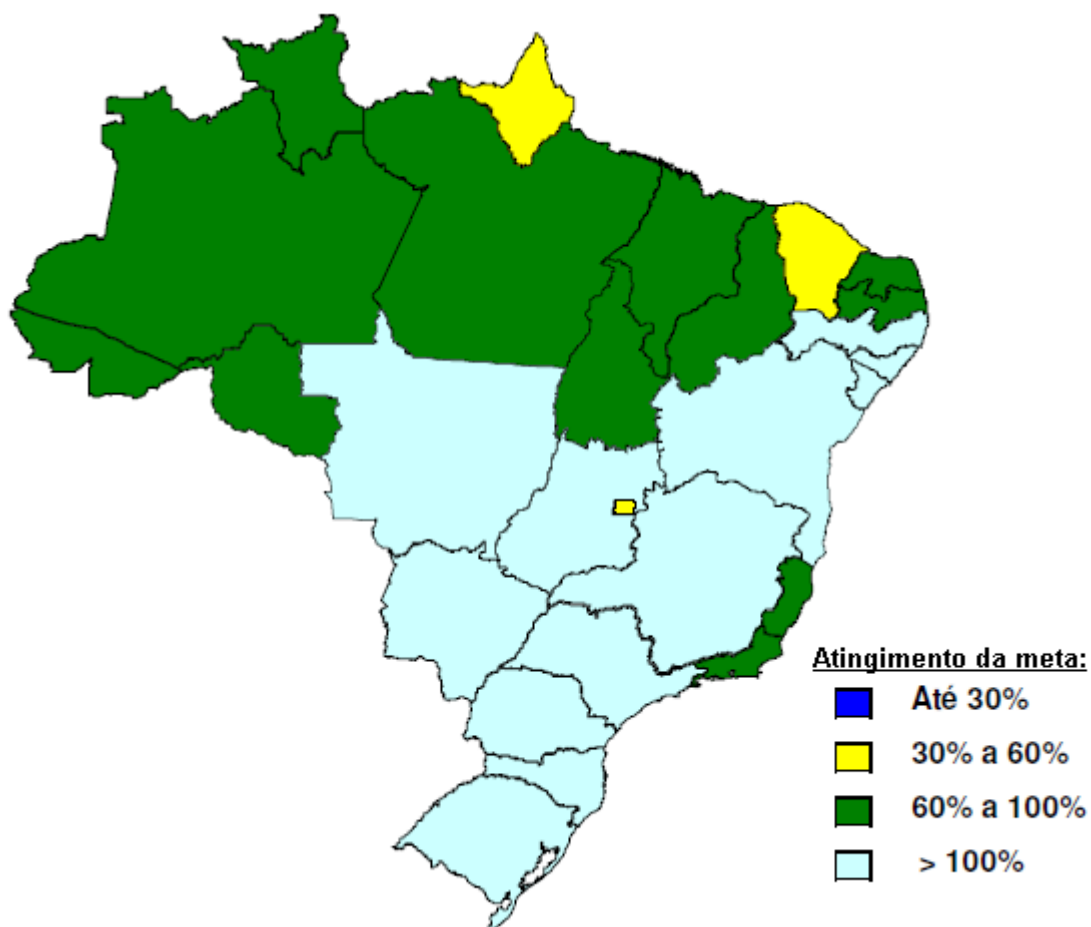 Atingimento da meta:
Até 30%
30% a 60%
60% a 100%
> 100%